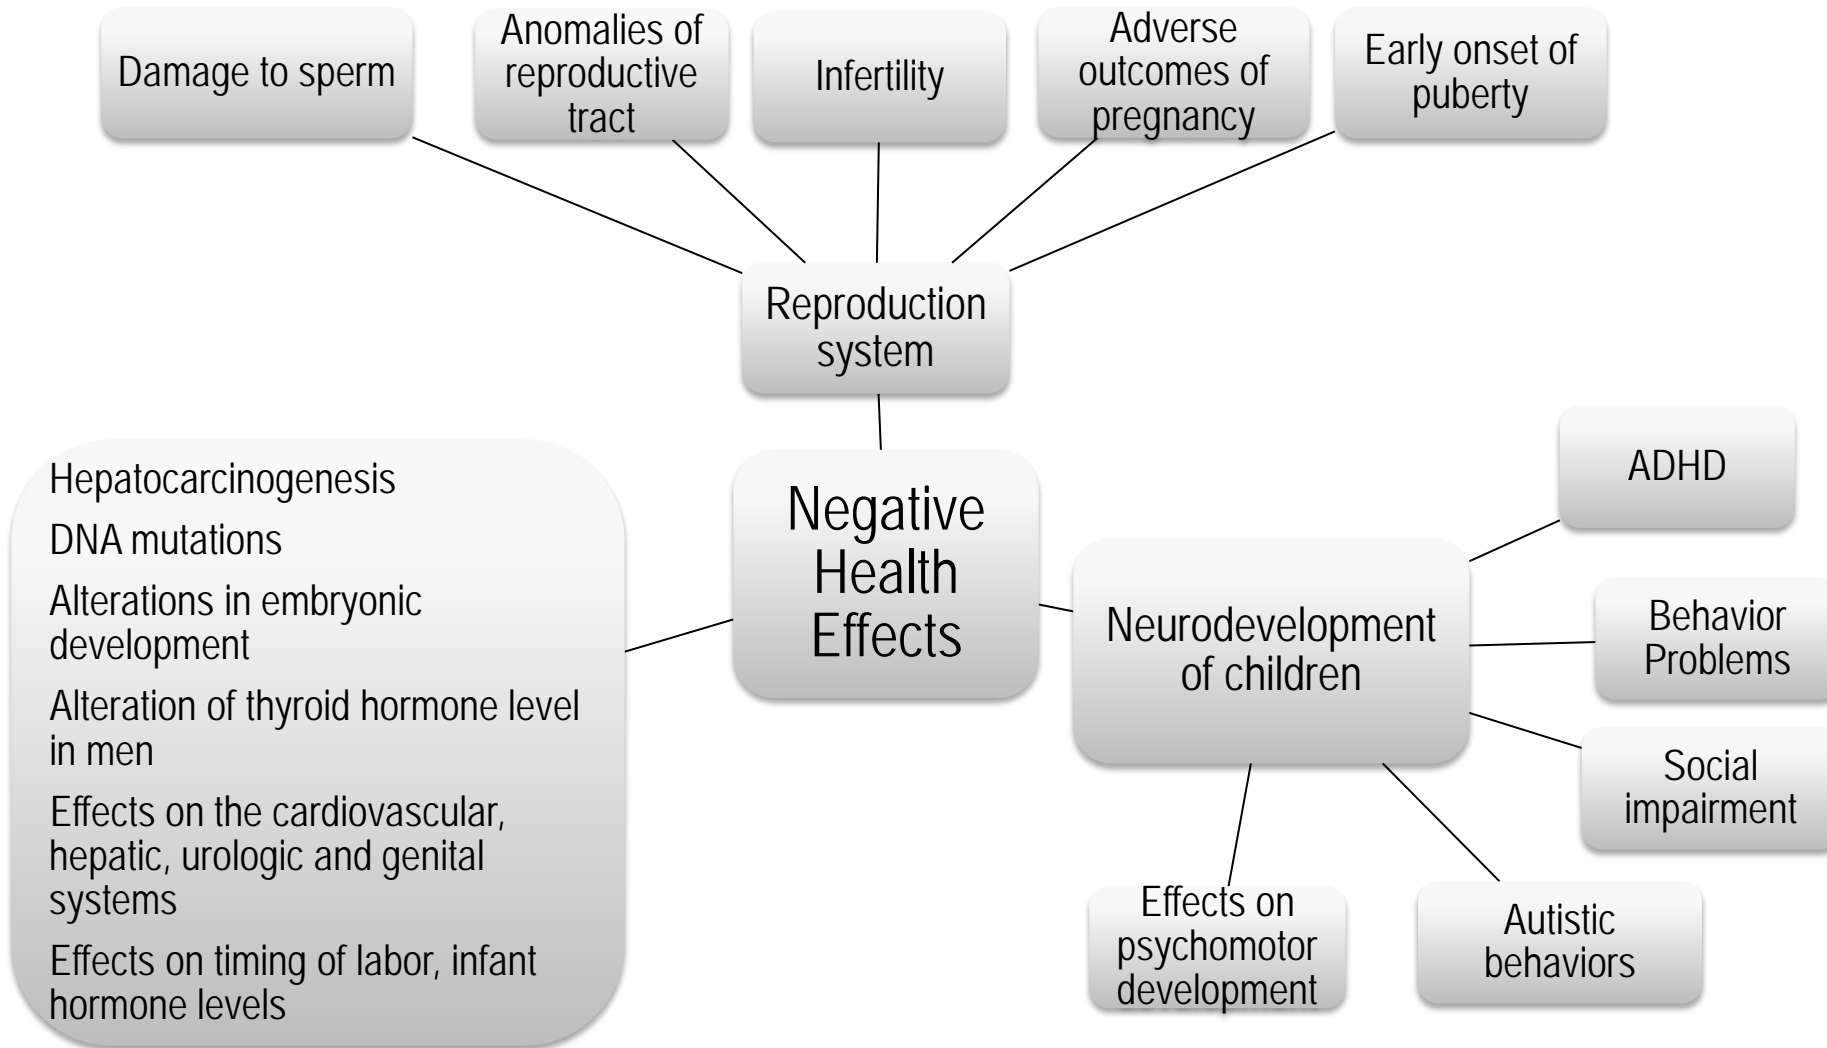 Damage to sperm
Anomalies of
reproductive
tract
Infertility
Adverse
outcomes of
pregnancy
Early onset of
puberty
Reproduction
system
Negative
Health
Effects
Hepatocarcinogenesis
DNA mutations
Alterations in embryonic
development
Alteration of thyroid hormone level
in men
Effects on the cardiovascular,
hepatic, urologic and genital
systems
Effects on timing of labor, infant
hormone levels
Neurodevelopment
of children
ADHD
Behavior
Problems
Social
impairment
Autistic
behaviors
Effects on
psychomotor
development